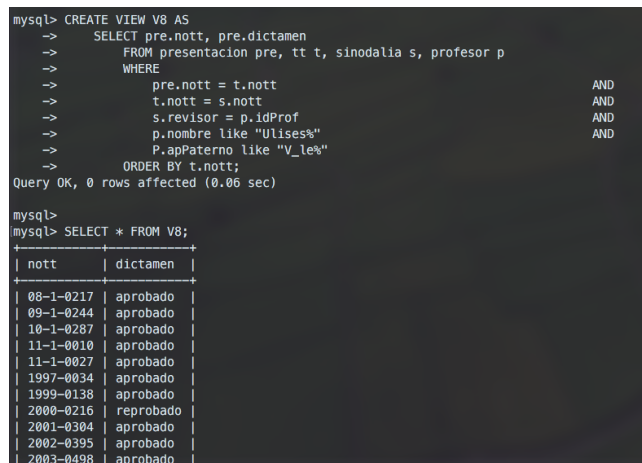 mysql> CREATE VIEW V8 AS
    -> SELECT pre.nott, pre.dictamen
    -> FROM presentacion pre, tt t, sinodalia s, profesor p
    -> WHERE
    -> pre.nott = t.nott AND
    -> t.nott = s.nott AND
    -> s.revisor = p.idProf AND
    -> p.nombre like "Ulises%" AND
    -> P.apPaterno like "V_le%"
    -> ORDER BY t.nott;
Query OK, 0 rows affected (0.06 sec)
mysql>
mysql> SELECT * FROM V8;
+-----------+-----------+
| nott      | dictamen  |
+-----------+-----------+
| 08-1-0217 | aprobado  |
| 09-1-0244 | aprobado  |
| 10-1-0287 | aprobado  |
| 11-1-0010 | aprobado  |
| 11-1-0027 | aprobado  |
| 1997-0034 | aprobado  |
| 1999-0138 | aprobado  |
| 2000-0216 | reprobado |
| 2001-0304 | aprobado  |
| 2002-0395 | aprobado  |
| 2003-0498 | aprobado  |